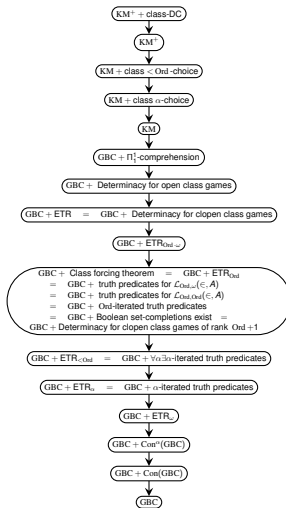 KM⁺ + class-DC
KM⁺
KM + class < Ord-choice
KM + class α-choice
KM
GBC + Π¹₁-comprehension
GBC + Determinacy for open class games
GBC + ETR = GBC + Determinacy for clopen class games
GBC + ETR_{Ord·ω}
GBC + Class forcing theorem = GBC + ETR_{Ord}
= GBC + truth predicates for 𝓛_{Ord,ω}(∈, A)
= GBC + truth predicates for 𝓛_{Ord,Ord}(∈, A)
= GBC + Ord-iterated truth predicates
= GBC + Boolean set-completions exist =
GBC + Determinacy for clopen class games of rank Ord +1
GBC + ETR_{<Ord} = GBC + ∀α∃α-iterated truth predicates
GBC + ETR_α = GBC + α-iterated truth predicates
GBC + ETR_ω
GBC + Con^α(GBC)
GBC + Con(GBC)
GBC